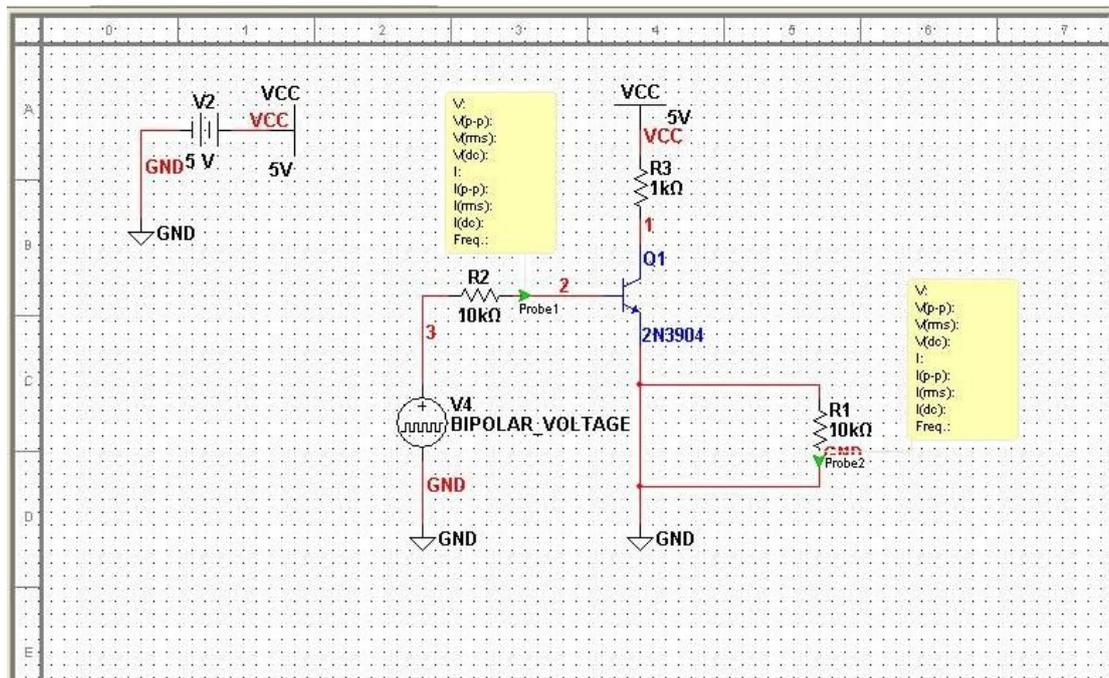 0 1 2 3 4 5 6 7
A
B
C
D
E
V2
VCC
VCC
5 V
5V
GND
GND
V:
V(p-p):
V(rms):
V(dc):
I:
I(p-p):
I(rms):
I(dc):
Freq.:
VCC
5V
VCC
R3
1kΩ
1
Q1
R2
10kΩ
Probe1
2
2N3904
3
V4
BIPOLAR_VOLTAGE
GND
GND
R1
10kΩ
GND
Probe2
GND
V:
V(p-p):
V(rms):
V(dc):
I:
I(p-p):
I(rms):
I(dc):
Freq.: